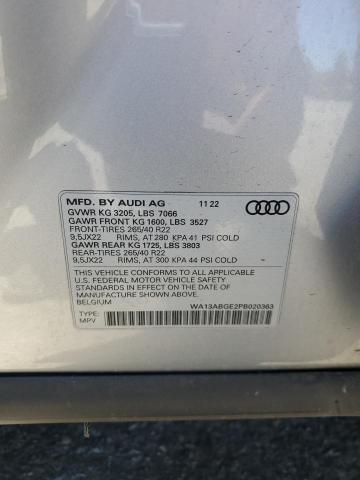 MFD. BY AUDI AG 11 22
GVWR KG 3205, LBS 7066
GAWR FRONT KG 1600, LBS 3527
FRONT-TIRES 265/40 R22
9,5JX22 RIMS, AT 280 KPA 41 PSI COLD
GAWR REAR KG 1725, LBS 3803
REAR-TIRES 265/40 R22
9,5JX22 RIMS, AT 300 KPA 44 PSI COLD
THIS VEHICLE CONFORMS TO ALL APPLICABLE
U.S. FEDERAL MOTOR VEHICLE SAFETY
STANDARDS IN EFFECT ON THE DATE OF
MANUFACTURE SHOWN ABOVE.
BELGIUM WA13ABGE2PB020363
TYPE:
MPV